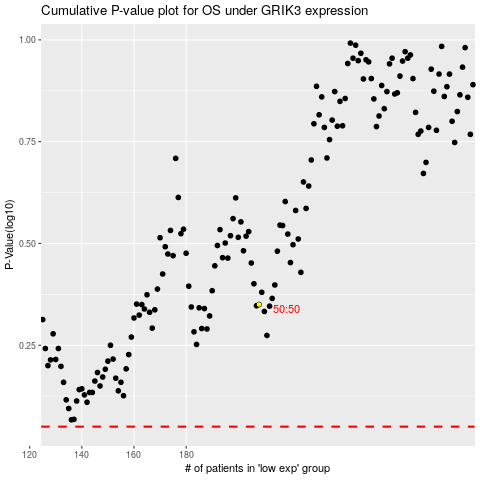 Cumulative P-value plot for OS under GRIK3 expression
1.00
0.75
0.50
0.25
P-Value(log10)
50:50
120 140 160 180
# of patients in 'low exp' group